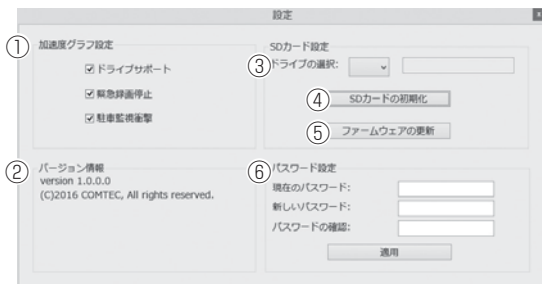 設定
x
① 加速度グラフ設定
ドライブサポート
緊急録画停止
駐車監視衝撃
② バージョン情報
version 1.0.0.0
(C)2016 COMTEC, All rights reserved.
SDカード設定
③ ドライブの選択:
④ SDカードの初期化
⑤ ファームウェアの更新
⑥ パスワード設定
現在のパスワード:
新しいパスワード:
パスワードの確認:
適用